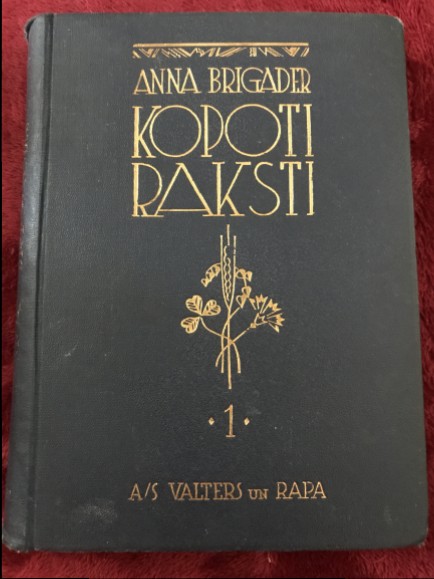 ANNA BRIGADER
KOPOTI
RAKSTI
· 1 ·
A/S VALTERS UN RAPA